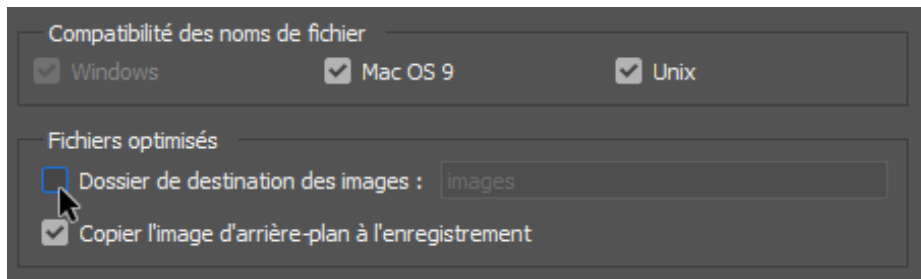 Compatibilité des noms de fichier
Windows Mac OS 9 Unix
Fichiers optimisés
Dossier de destination des images : images
Copier l'image d'arrière-plan à l'enregistrement